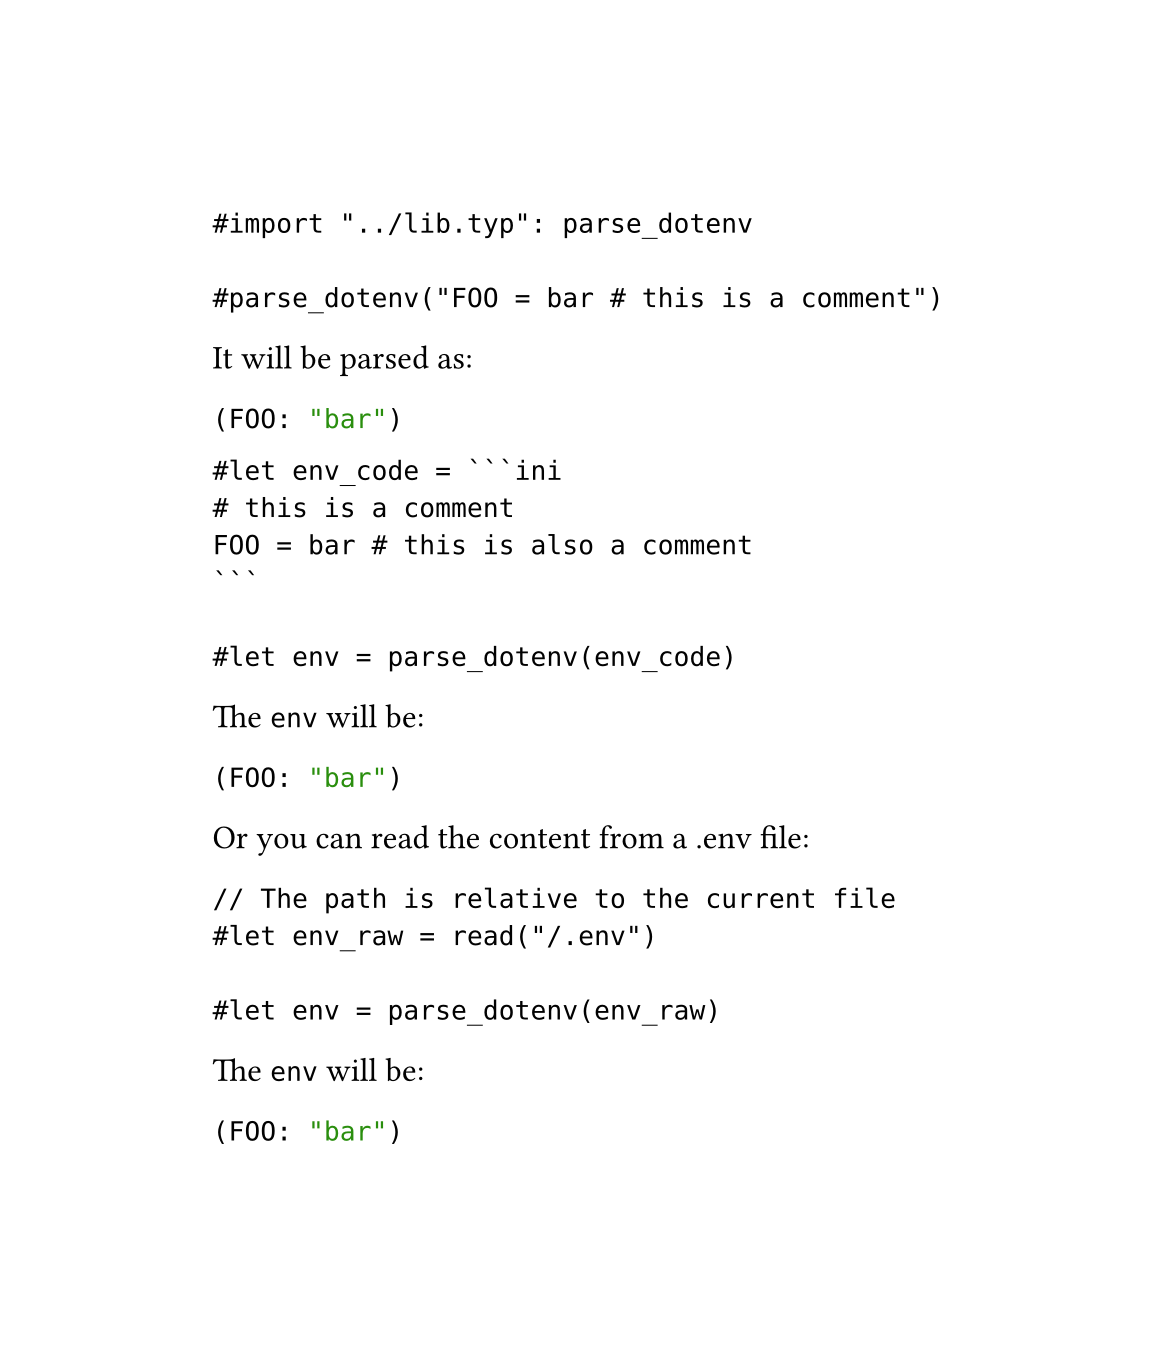 #import "../lib.typ": parse_dotenv
#parse_dotenv("FOO = bar # this is a comment")
It will be parsed as:
(FOO: "bar")
#let env_code = ```ini
# this is a comment
FOO = bar # this is also a comment
```
#let env = parse_dotenv(env_code)
The env will be:
(FOO: "bar")
Or you can read the content from a .env file:
// The path is relative to the current file
#let env_raw = read("/.env")
#let env = parse_dotenv(env_raw)
The env will be:
(FOO: "bar")